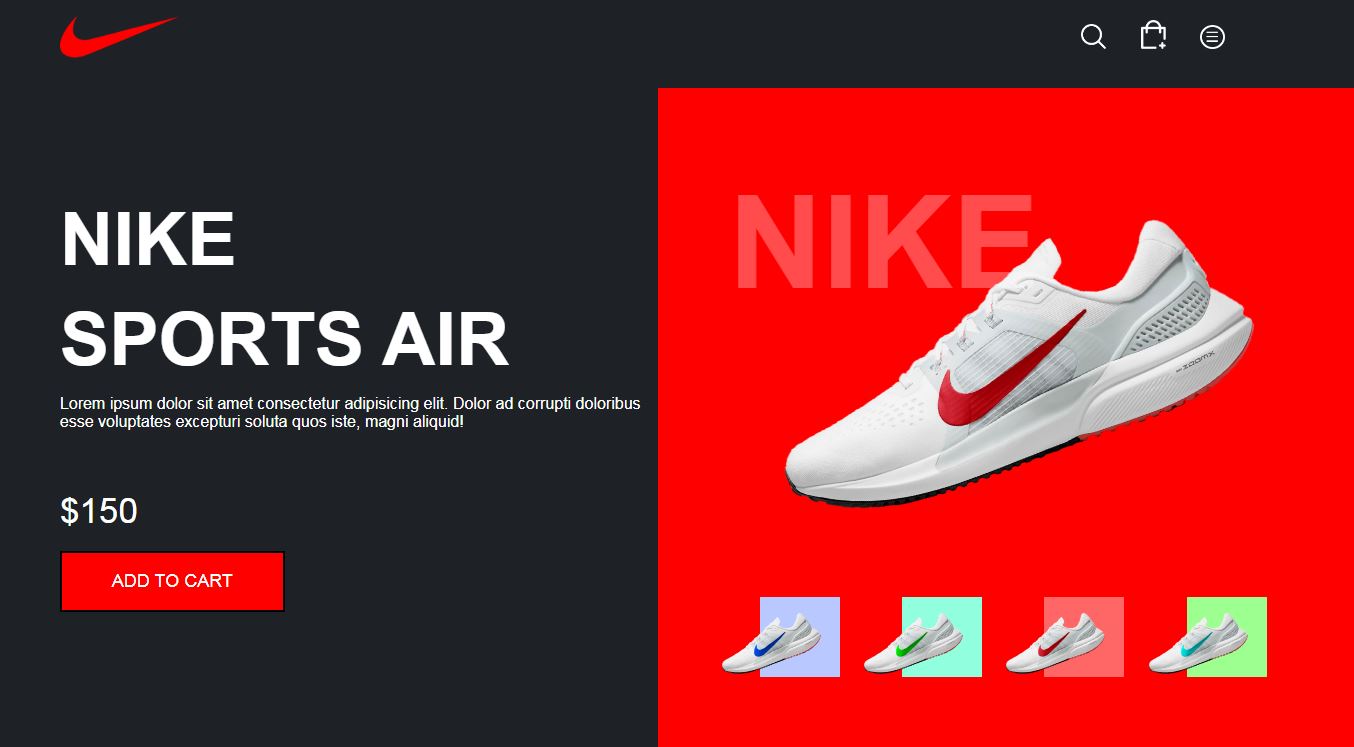 NIKE
SPORTS AIR
Lorem ipsum dolor sit amet consectetur adipisicing elit. Dolor ad corrupti doloribus
esse voluptates excepturi soluta quos iste, magni aliquid!
$150
ADD TO CART
NIKE
ZOOMX